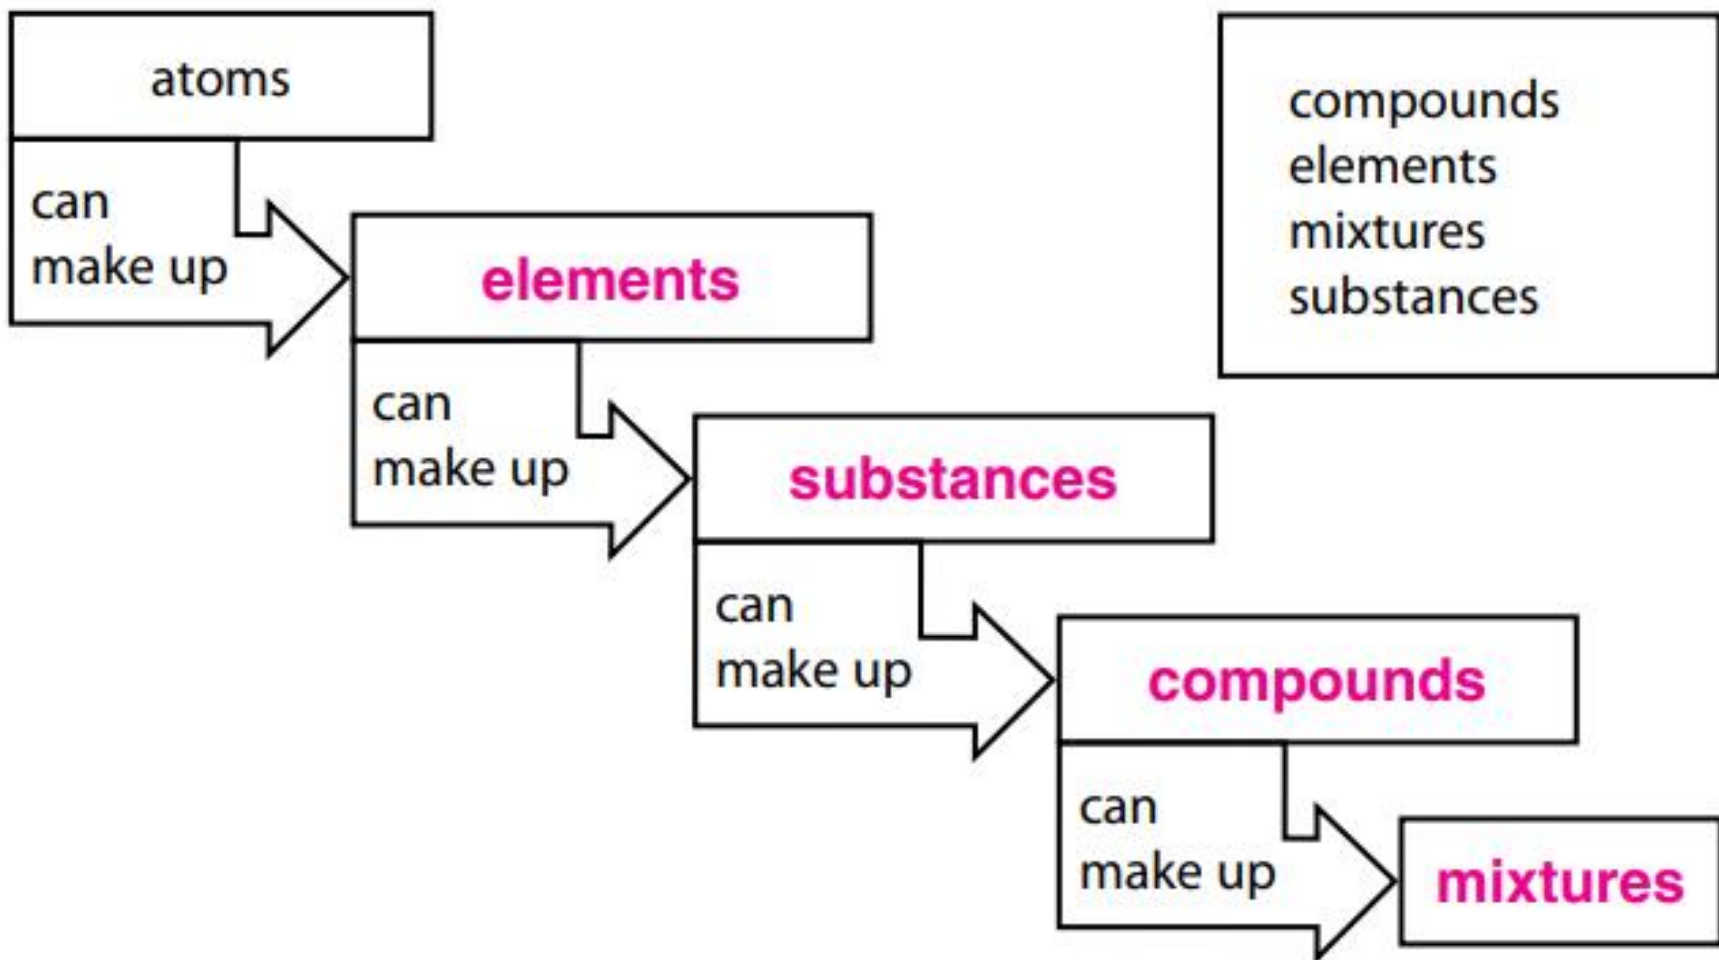 atoms
can
make up
elements
can
make up
substances
can
make up
compounds
can
make up
mixtures
compounds
elements
mixtures
substances